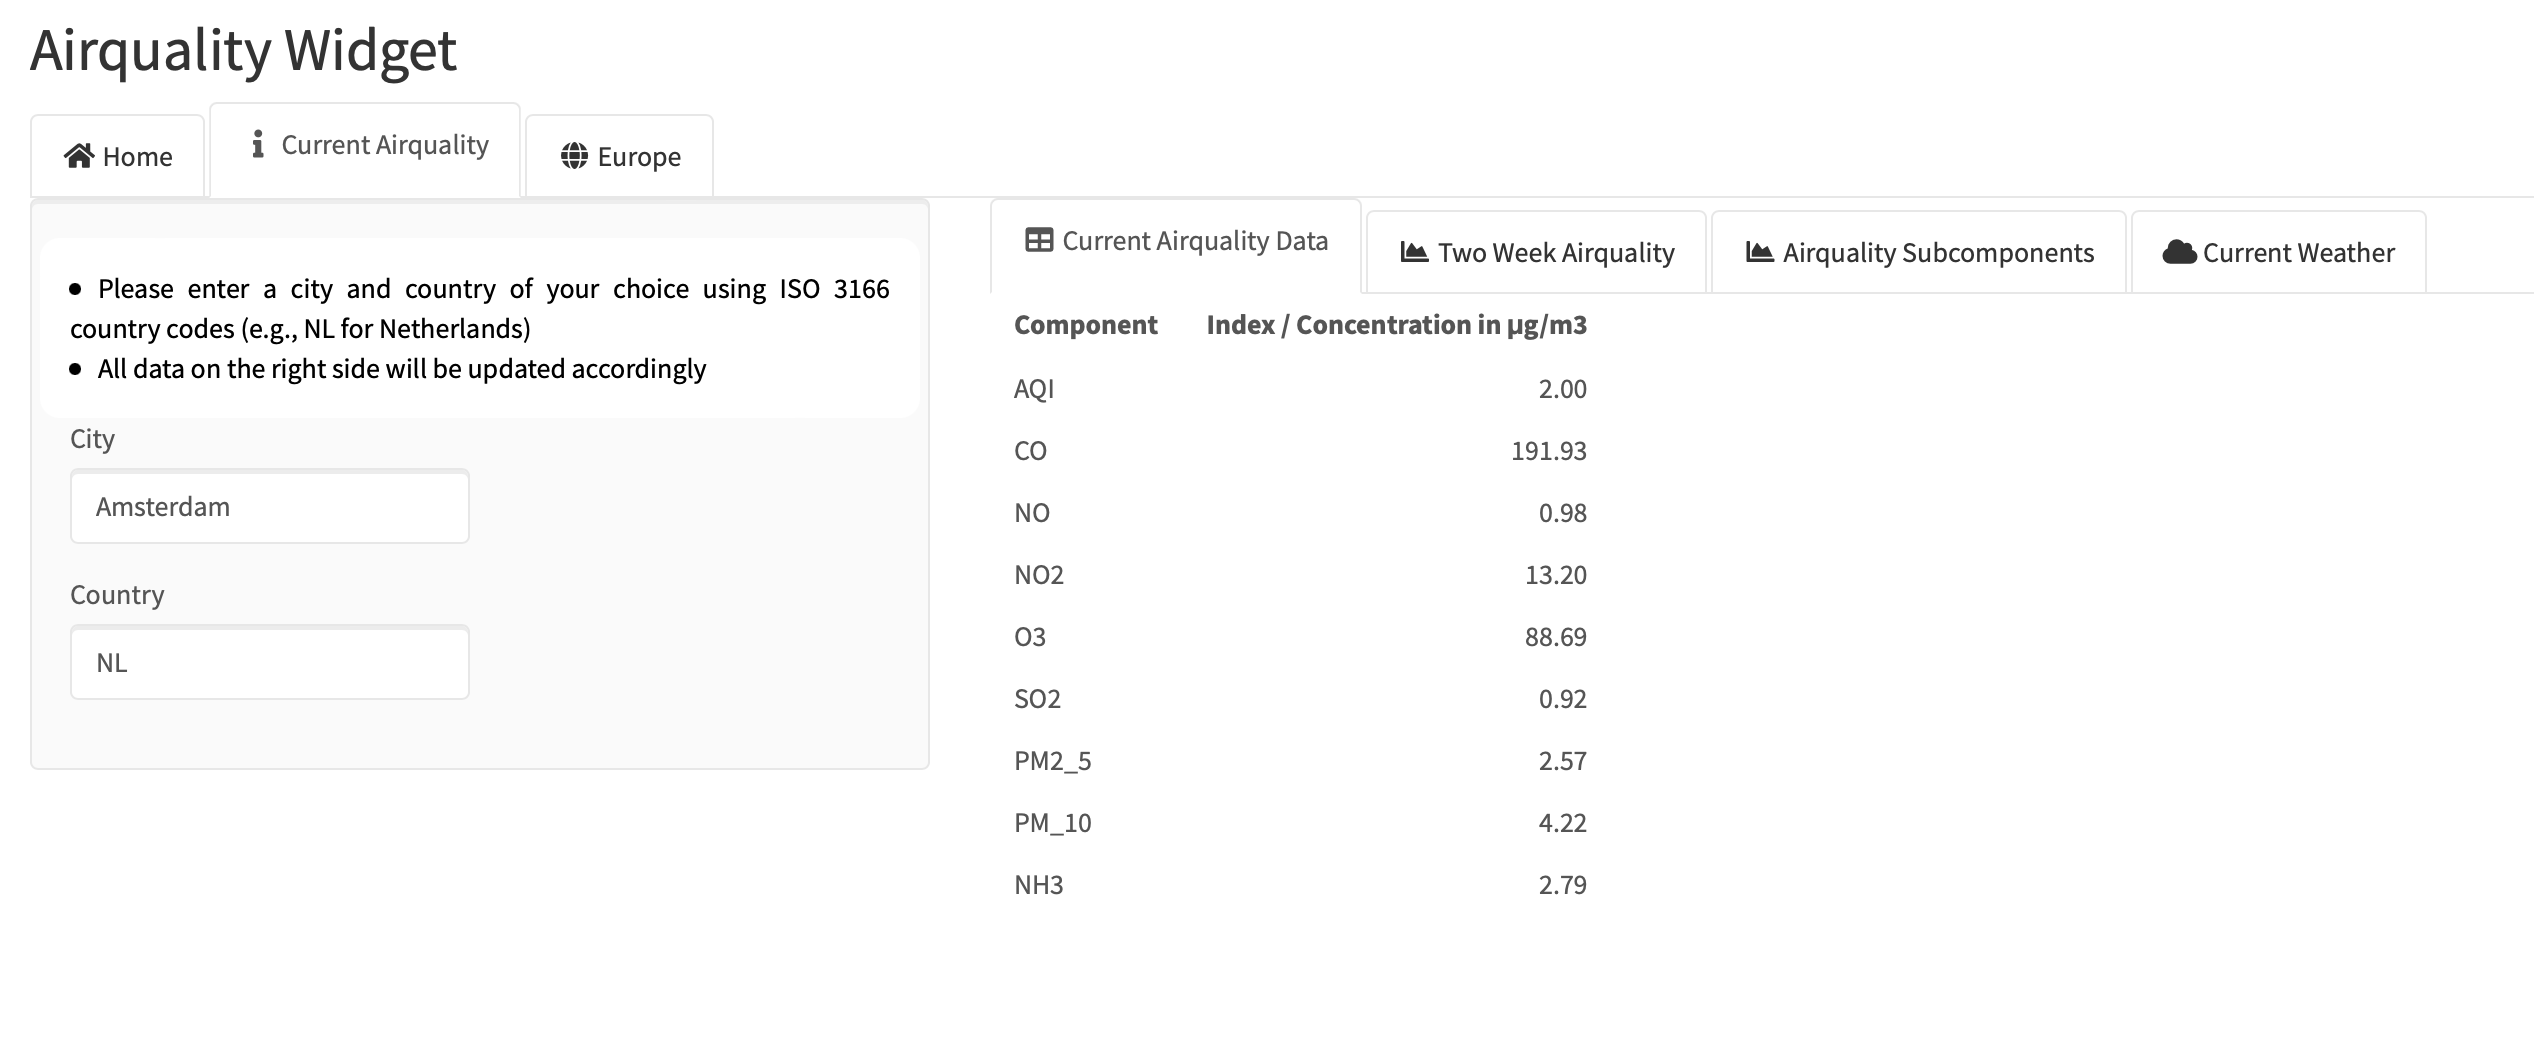 Airquality Widget
Home
Current Airquality
Europe
• Please enter a city and country of your choice using ISO 3166
country codes (e.g., NL for Netherlands)
• All data on the right side will be updated accordingly
City
Amsterdam
Country
NL
Current Airquality Data
Two Week Airquality
Airquality Subcomponents
Current Weather
Component Index / Concentration in µg/m3
AQI 2.00
CO 191.93
NO 0.98
NO2 13.20
O3 88.69
SO2 0.92
PM2_5 2.57
PM_10 4.22
NH3 2.79